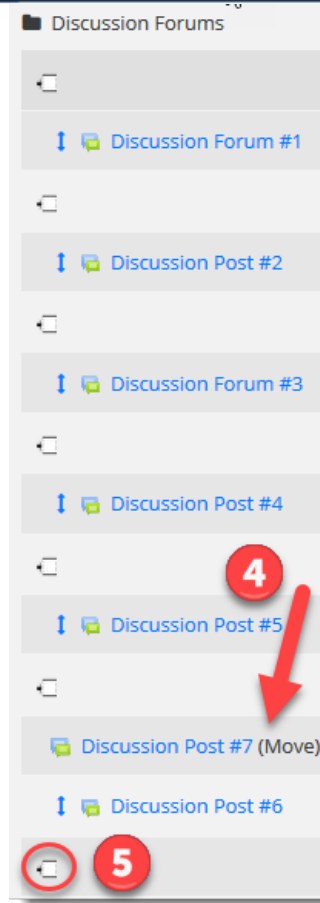 Discussion Forums
Discussion Forum #1
Discussion Post #2
Discussion Forum #3
Discussion Post #4
4
Discussion Post #5
Discussion Post #7 (Move)
Discussion Post #6
5